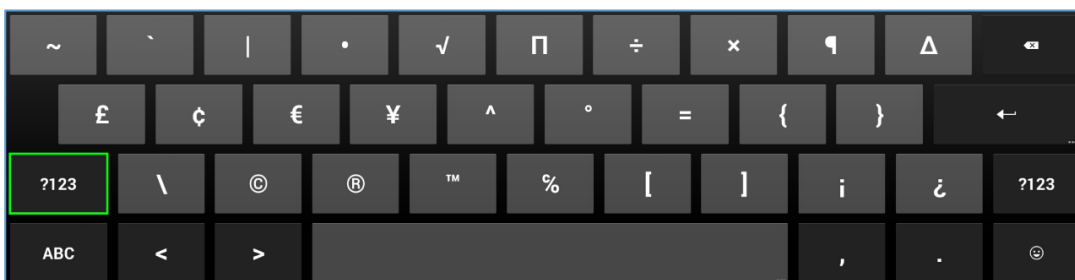 ~ ` | • √ Π ÷ × ¶ Δ
£ ¢ € ¥ ^ ° = { }
?123 \ © ® ™ ℅ [ ] ¡ ¿ ?123
ABC < > , .